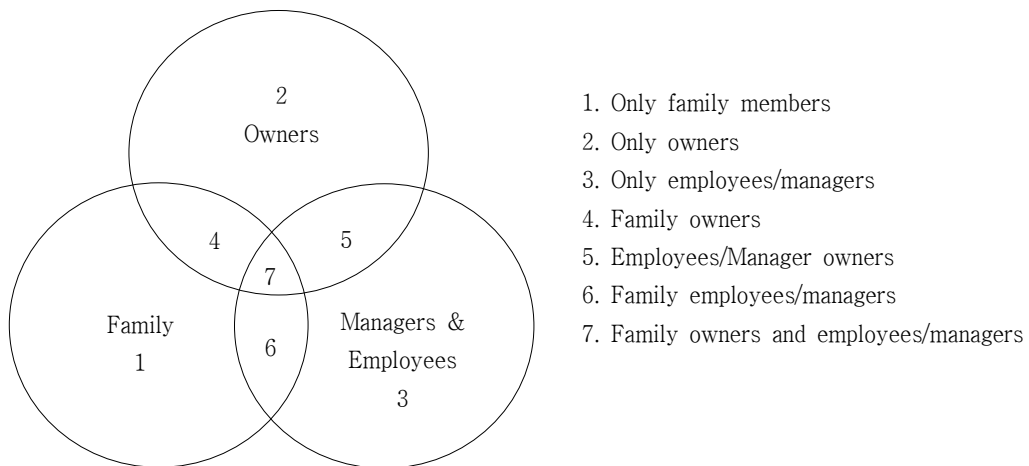 2
Owners
4
5
7
Family
1
6
Managers &
Employees
3
1. Only family members
2. Only owners
3. Only employees/managers
4. Family owners
5. Employees/Manager owners
6. Family employees/managers
7. Family owners and employees/managers